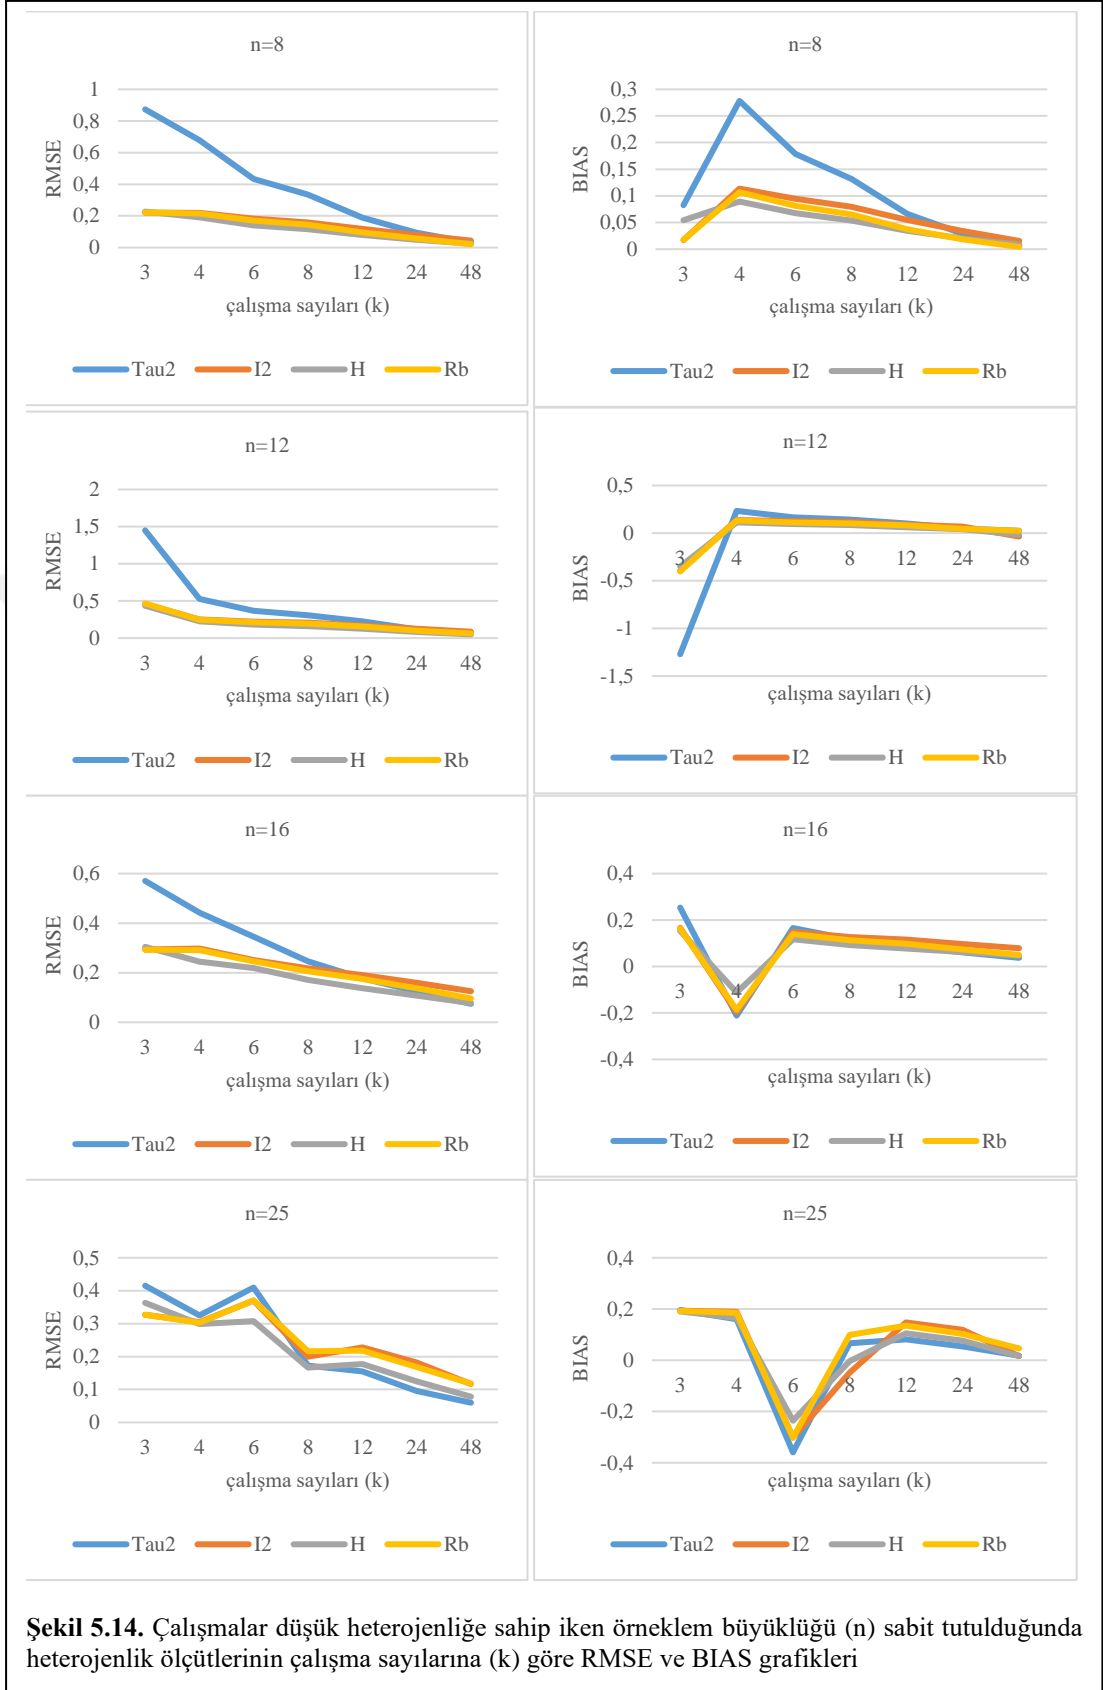 n=8
1
0,8
0,6
0,4
0,2
0
RMSE
3 4 6 8 12 24 48
çalışma sayıları (k)
Tau2 I2 H Rb
n=8
0,3
0,25
0,2
0,15
0,1
0,05
0
BIAS
3 4 6 8 12 24 48
çalışma sayıları (k)
Tau2 I2 H Rb
n=12
2
1,5
1
0,5
0
RMSE
3 4 6 8 12 24 48
çalışma sayıları (k)
Tau2 I2 H Rb
n=12
0,5
0
-0,5
-1
-1,5
BIAS
3 4 6 8 12 24 48
çalışma sayıları (k)
Tau2 I2 H Rb
n=16
0,6
0,4
0,2
0
RMSE
3 4 6 8 12 24 48
çalışma sayıları (k)
Tau2 I2 H Rb
n=16
0,4
0,2
0
-0,2
-0,4
BIAS
3 4 6 8 12 24 48
çalışma sayıları (k)
Tau2 I2 H Rb
n=25
0,5
0,4
0,3
0,2
0,1
0
RMSE
3 4 6 8 12 24 48
çalışma sayıları (k)
Tau2 I2 H Rb
n=25
0,4
0,2
0
-0,2
-0,4
BIAS
3 4 6 8 12 24 48
çalışma sayıları (k)
Tau2 I2 H Rb
Şekil 5.14. Çalışmalar düşük heterojenliğe sahip iken örneklem büyüklüğü (n) sabit tutulduğunda
heterojenlik ölçütlerinin çalışma sayılarına (k) göre RMSE ve BIAS grafikleri